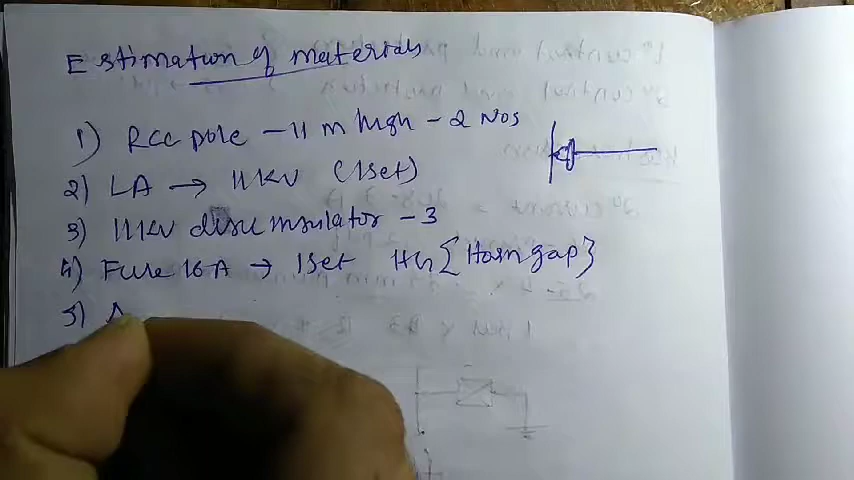 Estimation of materials
1) RCC pole - 11 m high - 2 Nos
2) LA → 11KV (1set)
3) 11KV disc insulator - 3
4) Fuse 16A → 1set HG {Horn gap}
5)